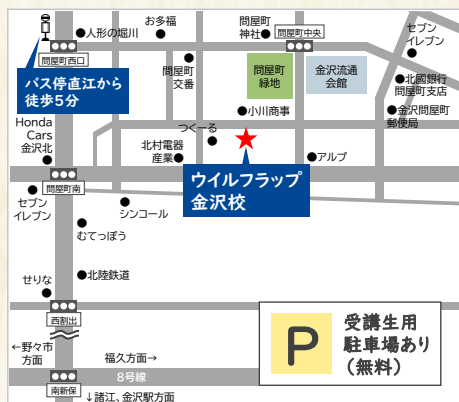 お多福
人形の堀川
問屋町
神社
問屋町中央
セブン
イレブン
問屋町西口
バス停直江から
徒歩5分
問屋町
交番
問屋町
緑地
金沢流通
会館
北國銀行
問屋町支店
小川商事
金沢問屋町
郵便局
Honda
Cars
金沢北
つくーる
北村電器
産業
アルプ
ウイルフラップ
金沢校
問屋町南
セブン
イレブン
シンコール
むてっぽう
北陸鉄道
せりな
西割出
←野々市
方面
福久方面→
8号線
南新保
↓諸江、金沢駅方面
P
受講生用
駐車場あり
(無料)